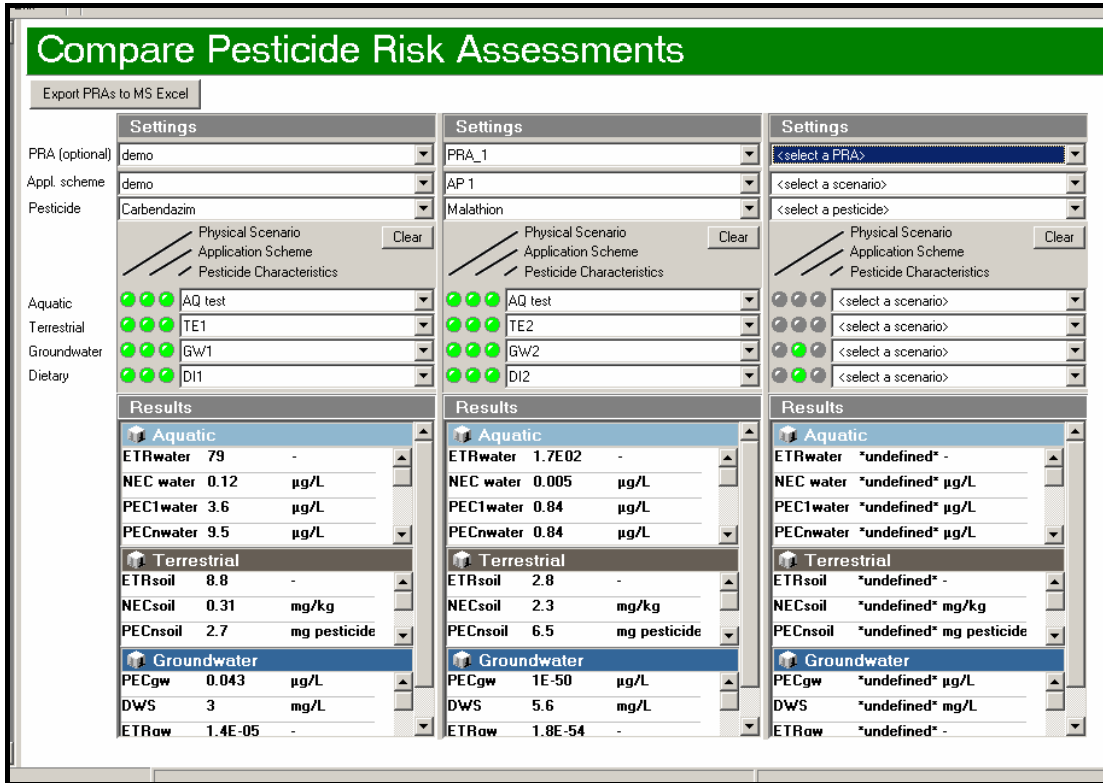 Compare Pesticide Risk Assessments
Export PRAs to MS Excel
Settings Settings Settings
PRA (optional) demo PRA_1 <select a PRA>
Appl. scheme demo AP 1 <select a scenario>
Pesticide Carbendazim Malathion <select a pesticide>
Physical Scenario Clear Physical Scenario Clear Physical Scenario Clear
Application Scheme Application Scheme Application Scheme
Pesticide Characteristics Pesticide Characteristics Pesticide Characteristics
Aquatic AQ test AQ test <select a scenario>
Terrestrial TE1 TE2 <select a scenario>
Groundwater GW1 GW2 <select a scenario>
Dietary DI1 DI2 <select a scenario>
Results Results Results
Aquatic Aquatic Aquatic
ETRwater 79 - ETRwater 1.7E02 - ETRwater *undefined* -
NEC water 0.12 µg/L NEC water 0.005 µg/L NEC water *undefined* µg/L
PEC1water 3.6 µg/L PEC1water 0.84 µg/L PEC1water *undefined* µg/L
PECnwater 9.5 µg/L PECnwater 0.84 µg/L PECnwater *undefined* µg/L
Terrestrial Terrestrial Terrestrial
ETRsoil 8.8 - ETRsoil 2.8 - ETRsoil *undefined* -
NECsoil 0.31 mg/kg NECsoil 2.3 mg/kg NECsoil *undefined* mg/kg
PECnsoil 2.7 mg pesticide PECnsoil 6.5 mg pesticide PECnsoil *undefined* mg pesticide
Groundwater Groundwater Groundwater
PECgw 0.043 µg/L PECgw 1E-50 µg/L PECgw *undefined* µg/L
DWS 3 mg/L DWS 5.6 mg/L DWS *undefined* mg/L
ETRgw 1.4E-05 - ETRgw 1.8E-54 - ETRgw *undefined* -